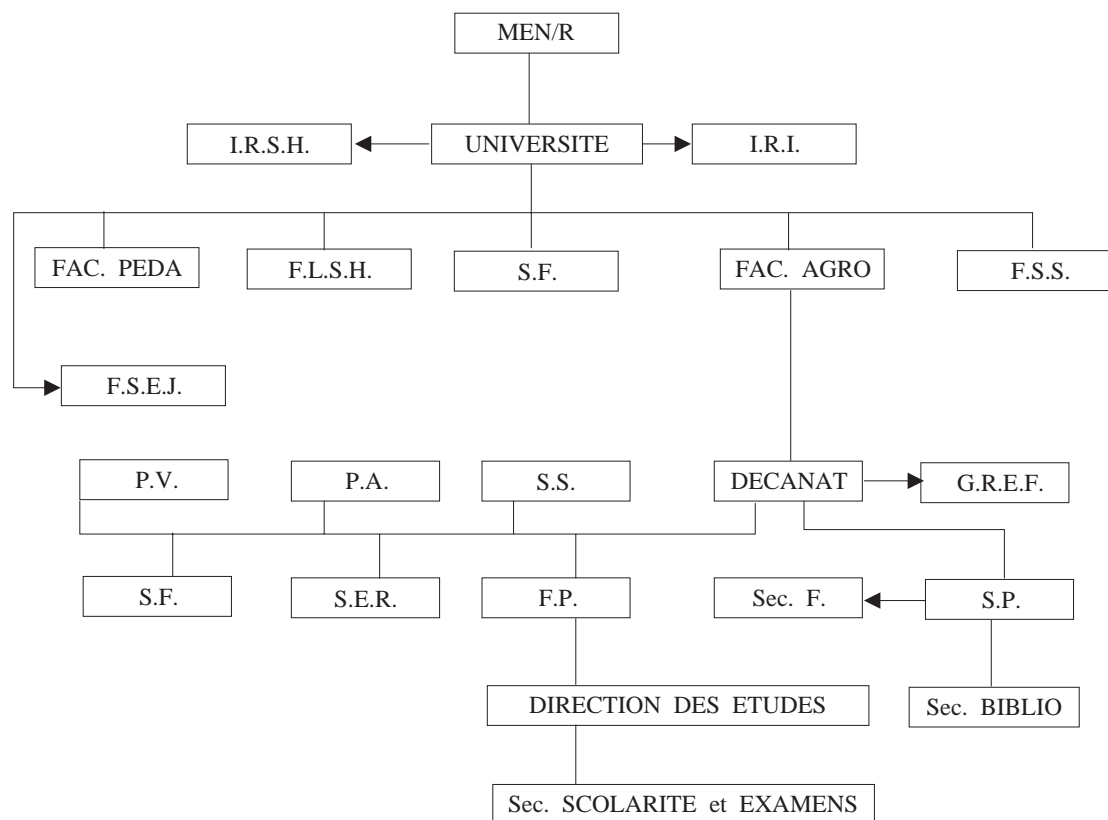 MEN/R
I.R.S.H.
UNIVERSITE
I.R.I.
FAC. PEDA
F.L.S.H.
S.F.
FAC. AGRO
F.S.S.
F.S.E.J.
P.V.
P.A.
S.S.
DECANAT
G.R.E.F.
S.F.
S.E.R.
F.P.
Sec. F.
S.P.
DIRECTION DES ETUDES
Sec. BIBLIO
Sec. SCOLARITE et EXAMENS